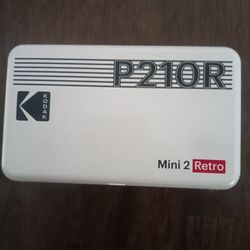 P210R
KODAK
Mini 2 Retro